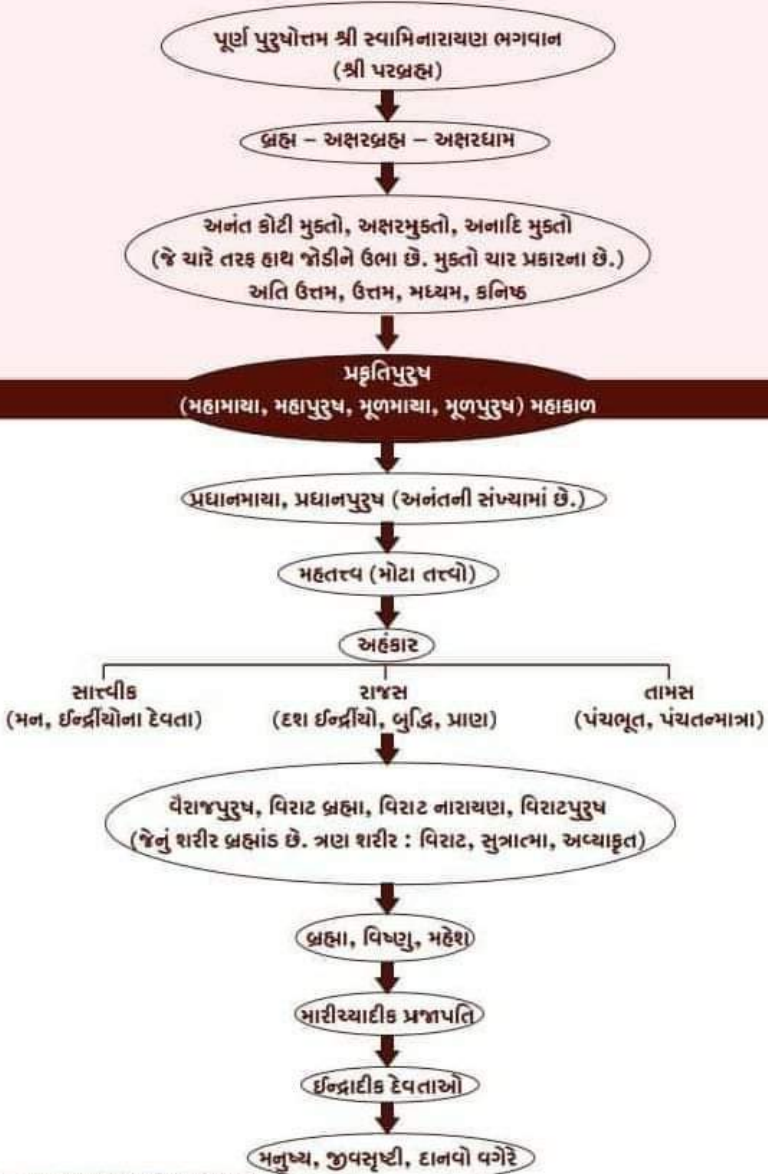 પૂર્ણ પુરુષોત્તમ શ્રી સ્વામિનારાયણ ભગવાન
(શ્રી પરબ્રહ્મ)
બ્રહ્મ – અક્ષરબ્રહ્મ – અક્ષરધામ
અનંત કોટી મુક્તો, અક્ષરમુક્તો, અનાદિ મુક્તો
(જે ચારે તરફ હાથ જોડીને ઉભા છે. મુક્તો ચાર પ્રકારના છે.)
અતિ ઉત્તમ, ઉત્તમ, મધ્યમ, કનિષ્ઠ
પ્રકૃતિપુરુષ
(મહામાયા, મહાપુરુષ, મૂળમાયા, મૂળપુરુષ) મહાકાળ
પ્રધાનમાયા, પ્રધાનપુરુષ (અનંતની સંખ્યામાં છે.)
મહતત્ત્વ (મોટા તત્ત્વો)
અહંકાર
સાત્ત્વીક રાજસ તામસ
(મન, ઈન્દ્રીયોના દેવતા) (દશ ઈન્દ્રીયો, બુદ્ધિ, પ્રાણ) (પંચભૂત, પંચતન્માત્રા)
વૈરાજપુરુષ, વિરાટ બ્રહ્મા, વિરાટ નારાયણ, વિરાટપુરુષ
(જેનું શરીર બ્રહ્માંડ છે. ત્રણ શરીર : વિરાટ, સુત્રાત્મા, અવ્યાકૃત)
બ્રહ્મા, વિષ્ણુ, મહેશ
મારીચ્યાદીક પ્રજાપતિ
ઈન્દ્રાદીક દેવતાઓ
મનુષ્ય, જીવસૃષ્ટી, દાનવો વગેરે